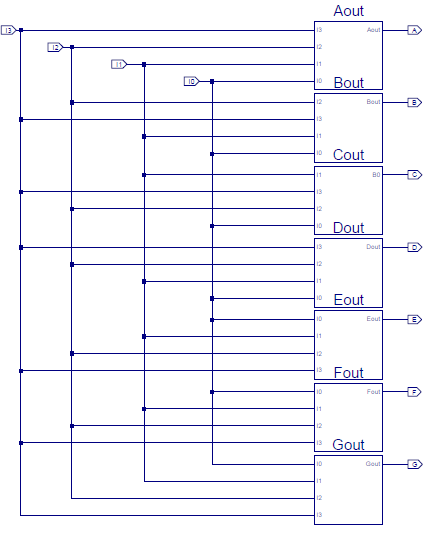 Aout
I3 I3 Aout A
I2 I2
I1 I1
I0 I0
Bout
I2 Bout B
I3
I1
I0
Cout
I1 B0 C
I3
I2
I0
Dout
I3 Dout D
I2
I1
I0
Eout
I0 Eout E
I1
I2
I3
Fout
I0 Fout F
I1
I2
I3
Gout
I0 Gout G
I1
I2
I3